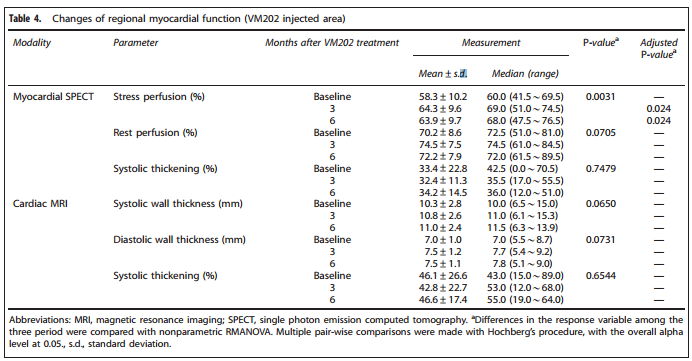 Table 4. Changes of regional myocardial function (VM202 injected area)
Modality Parameter Months after VM202 treatment Measurement P-valueᵃ Adjusted P-valueᵃ
Mean ± s.d. Median (range)
Myocardial SPECT Stress perfusion (%) Baseline 58.3 ± 10.2 60.0 (41.5 ~ 69.5) 0.0031 —
3 64.3 ± 9.6 69.0 (51.0 ~ 74.5) 0.024
6 63.9 ± 9.7 68.0 (47.5 ~ 76.5) 0.024
Rest perfusion (%) Baseline 70.2 ± 8.6 72.5 (51.0 ~ 81.0) 0.0705 —
3 74.5 ± 7.5 74.5 (61.0 ~ 84.5) —
6 72.2 ± 7.9 72.0 (61.5 ~ 89.5) —
Systolic thickening (%) Baseline 33.4 ± 22.8 42.5 (0.0 ~ 70.5) 0.7479 —
3 32.4 ± 11.3 35.5 (17.0 ~ 55.5) —
6 34.2 ± 14.5 36.0 (12.0 ~ 51.0) —
Cardiac MRI Systolic wall thickness (mm) Baseline 10.3 ± 2.8 10.0 (6.5 ~ 15.0) 0.0650 —
3 10.8 ± 2.6 11.0 (6.1 ~ 15.3) —
6 11.0 ± 2.4 11.5 (6.3 ~ 13.9) —
Diastolic wall thickness (mm) Baseline 7.0 ± 1.0 7.0 (5.5 ~ 8.7) 0.0731 —
3 7.5 ± 1.2 7.7 (5.4 ~ 9.2) —
6 7.5 ± 1.1 7.8 (5.1 ~ 9.0) —
Systolic thickening (%) Baseline 46.1 ± 26.6 43.0 (15.0 ~ 89.0) 0.6544 —
3 42.8 ± 22.7 53.0 (12.0 ~ 68.0) —
6 46.6 ± 17.4 55.0 (19.0 ~ 64.0) —
Abbreviations: MRI, magnetic resonance imaging; SPECT, single photon emission computed tomography. ᵃDifferences in the response variable among the
three period were compared with nonparametric RMANOVA. Multiple pair-wise comparisons were made with Hochberg's procedure, with the overall alpha
level at 0.05., s.d., standard deviation.